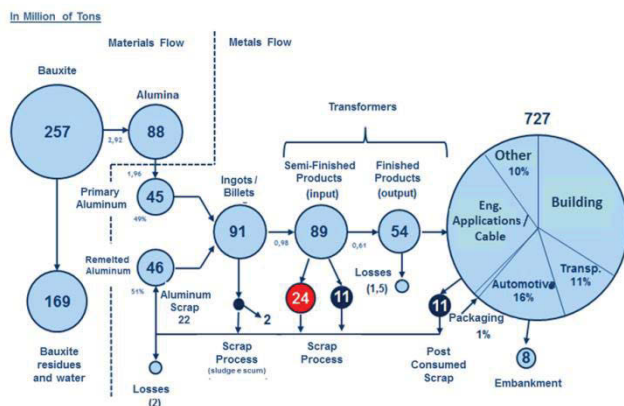 In Million of Tons
Materials Flow
Metals Flow
Bauxite
257
2,92
Alumina
88
1,96
Transformers
727
Primary
Aluminum
45
49%
Ingots /
Billets
91
0,98
Semi-Finished
Products
(input)
89
0,61
Finished
Products
(output)
54
Other
10%
Building
Eng.
Applications /
Cable
Transp.
11%
Automotive
16%
Packaging
1%
Remelted
Aluminum
46
51%
Aluminum
Scrap
22
2
24
11
Losses
(1,5)
11
8
169
Bauxite
residues
and water
Losses
(2)
Scrap
Process
(sludge e scum)
Scrap
Process
Post
Consumed
Scrap
Embankment